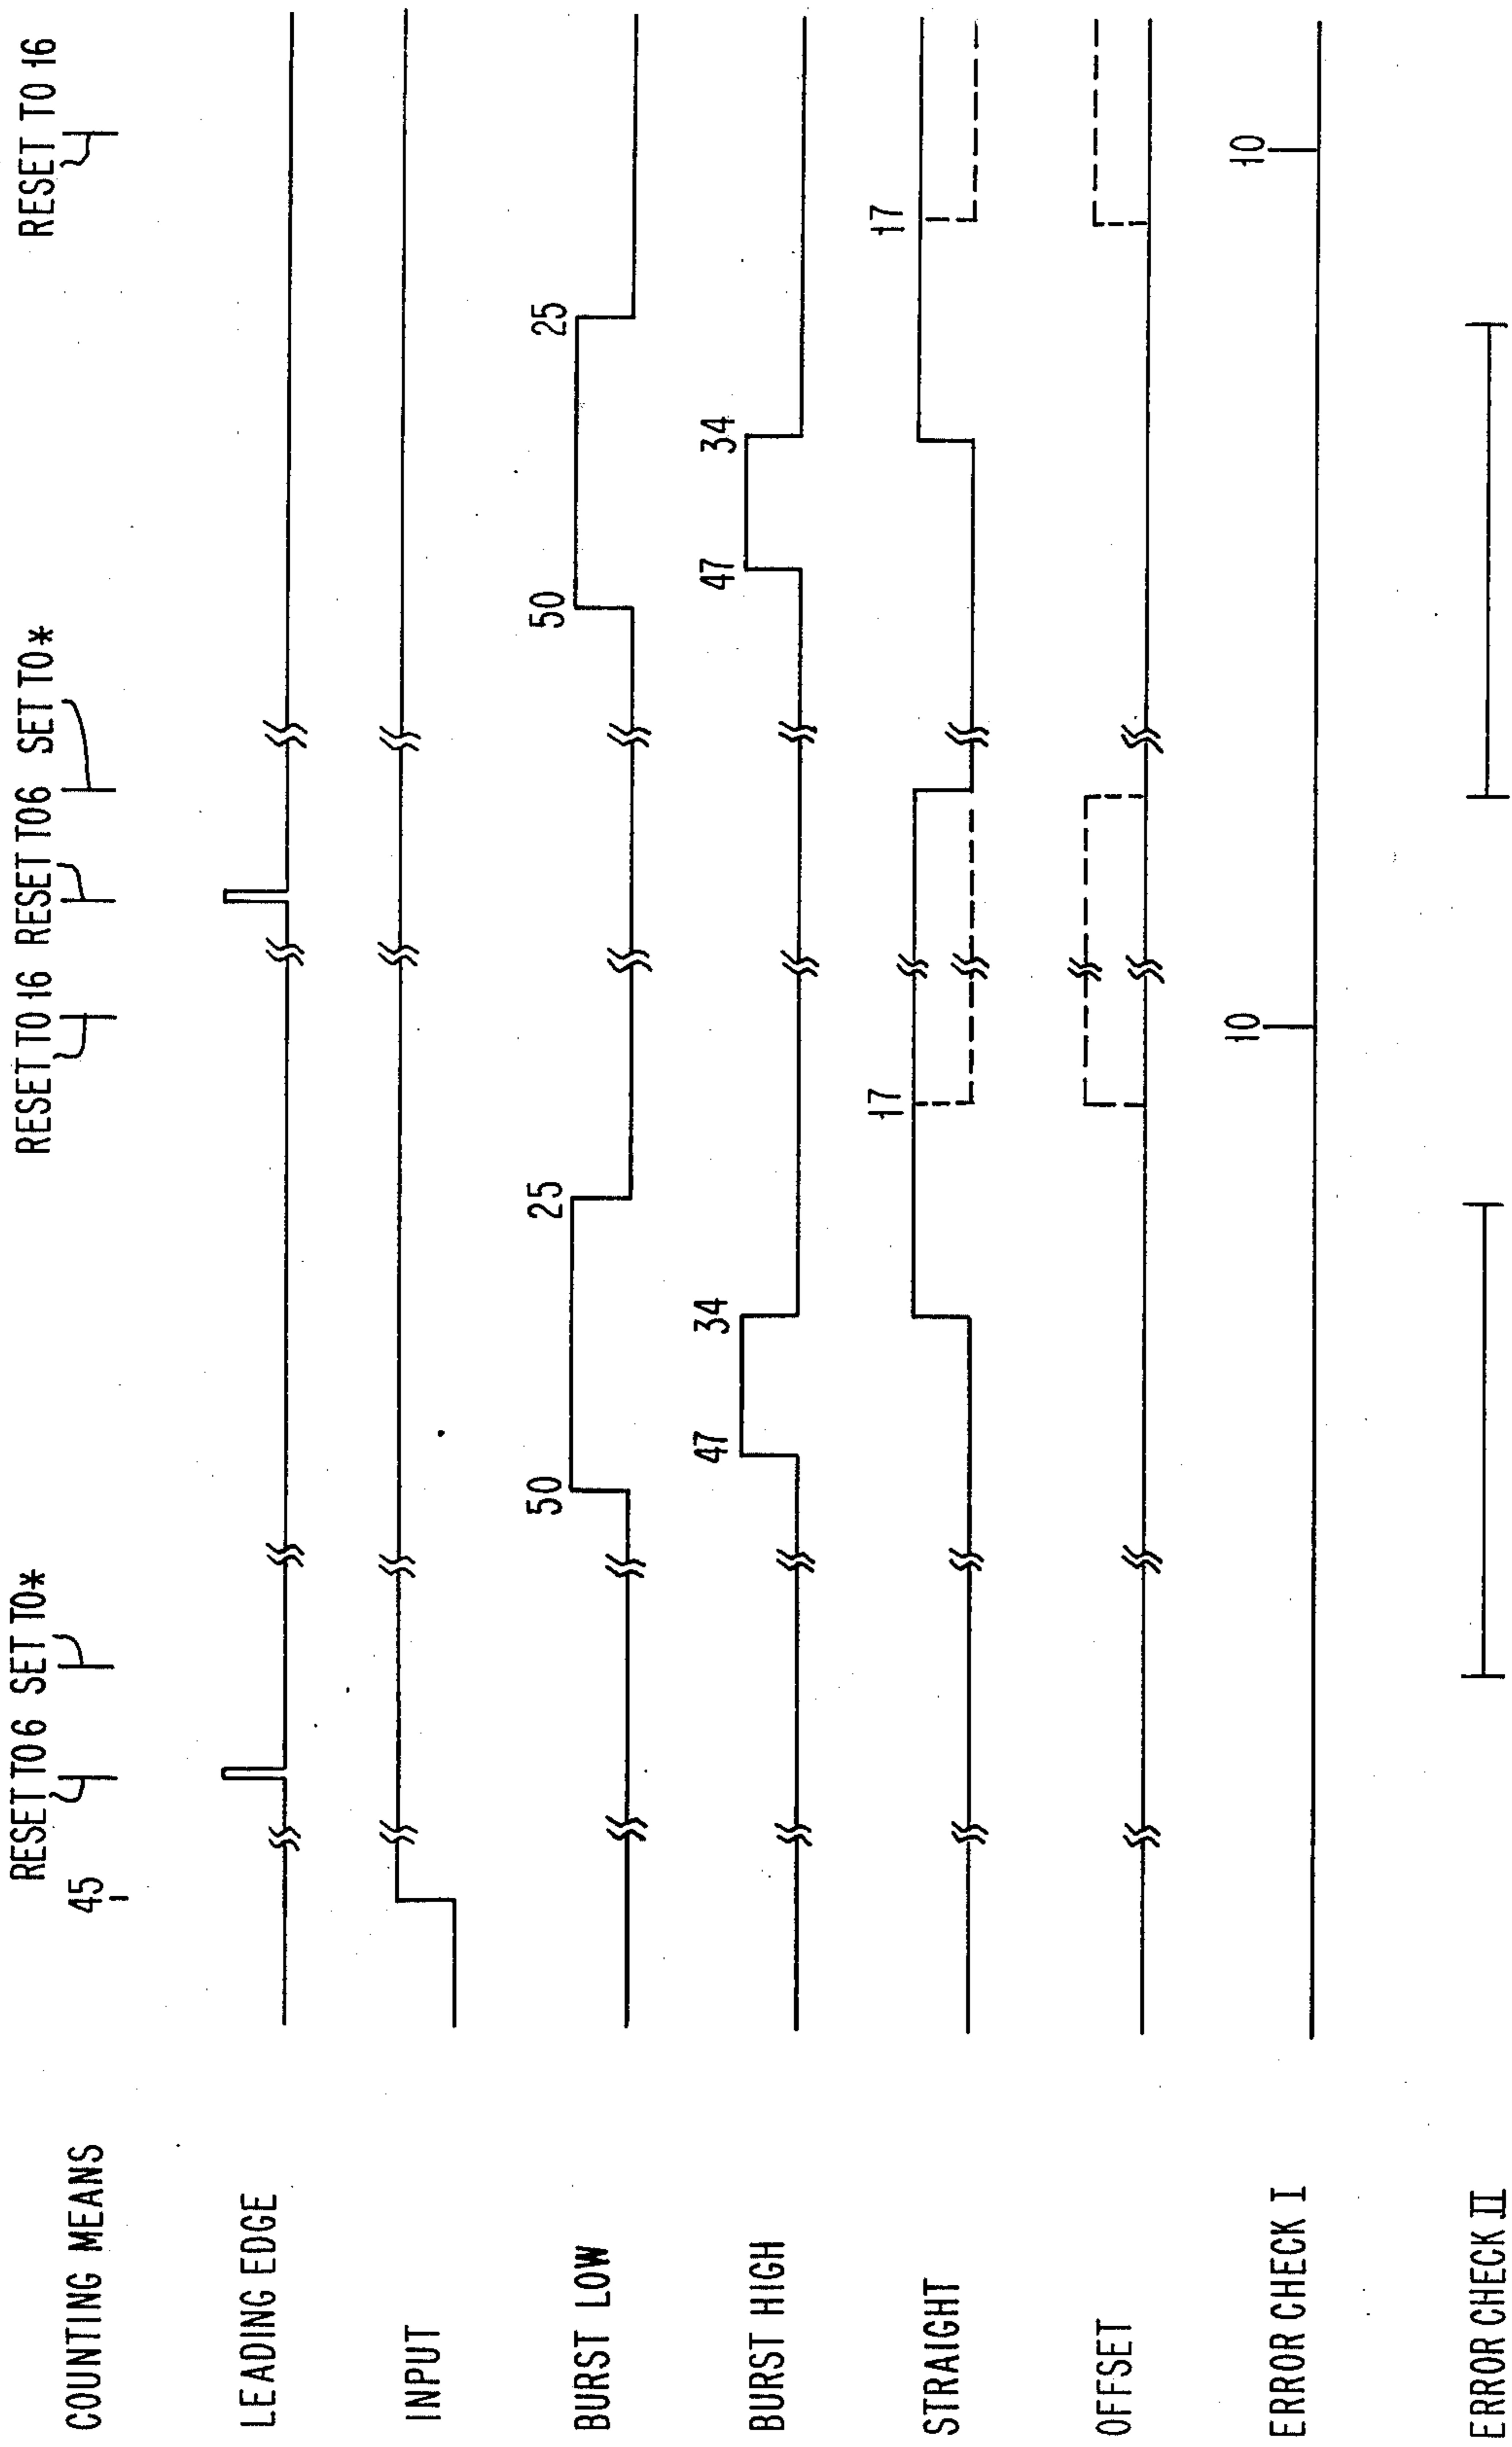 RESET TO 6 SET TO* RESET TO 16 RESET TO 6 SET TO* RESET TO 16
COUNTING MEANS 45
LEADING EDGE
INPUT
BURST LOW 50 25 50 25
BURST HIGH 47 34 47 34
STRAIGHT 17 17
OFFSET
ERROR CHECK I 10 10
ERROR CHECK II